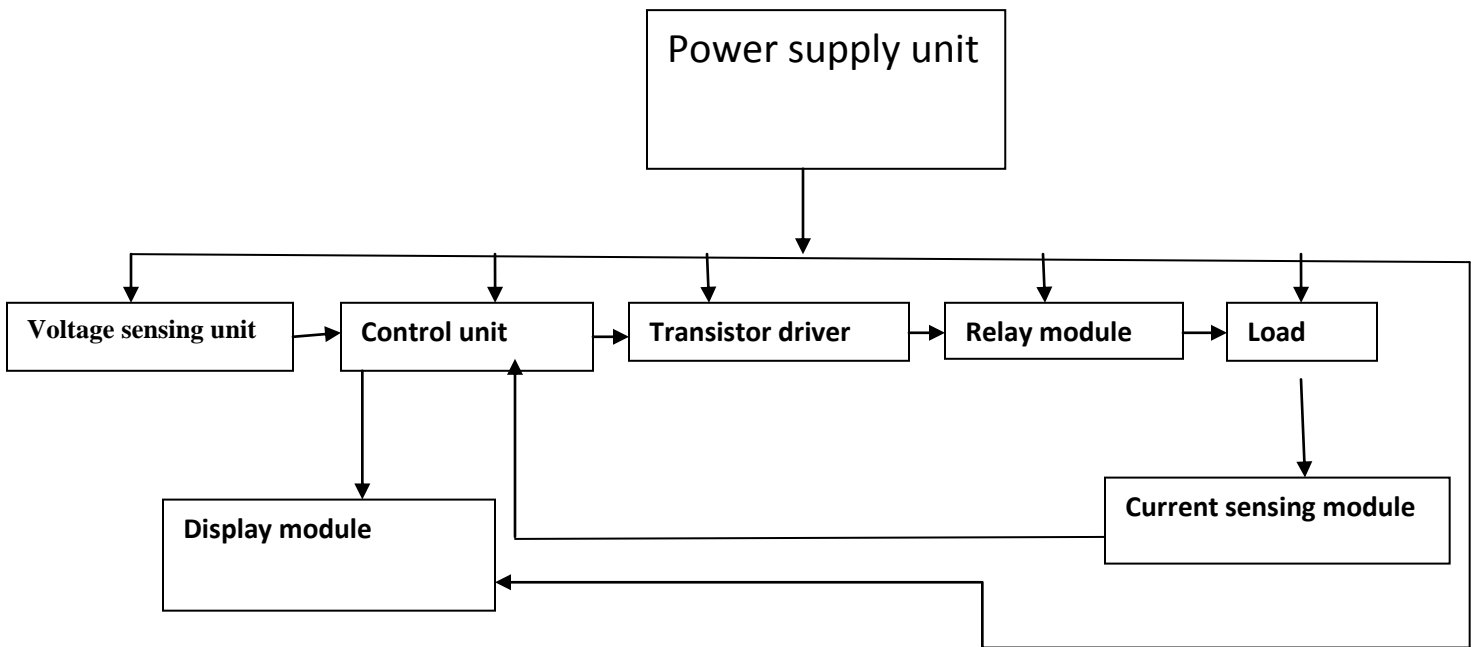 Power supply unit
Voltage sensing unit
Control unit
Transistor driver
Relay module
Load
Display module
Current sensing module